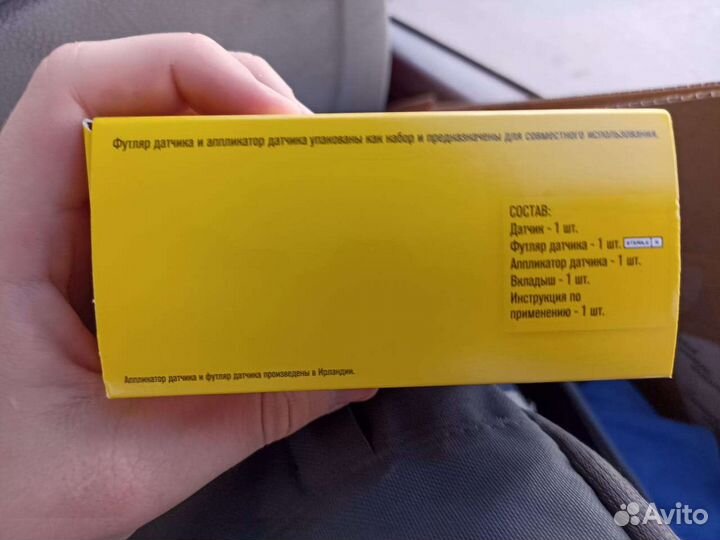 Футляр датчика и аппликатор датчика упакованы как набор и предназначены для совместного использования.
СОСТАВ:
Датчик - 1 шт.
Футляр датчика - 1 шт. STERILE R
Аппликатор датчика - 1 шт.
Вкладыш - 1 шт.
Инструкция по
применению - 1 шт.
Аппликатор датчика и футляр датчика произведены в Ирландии.
Avito